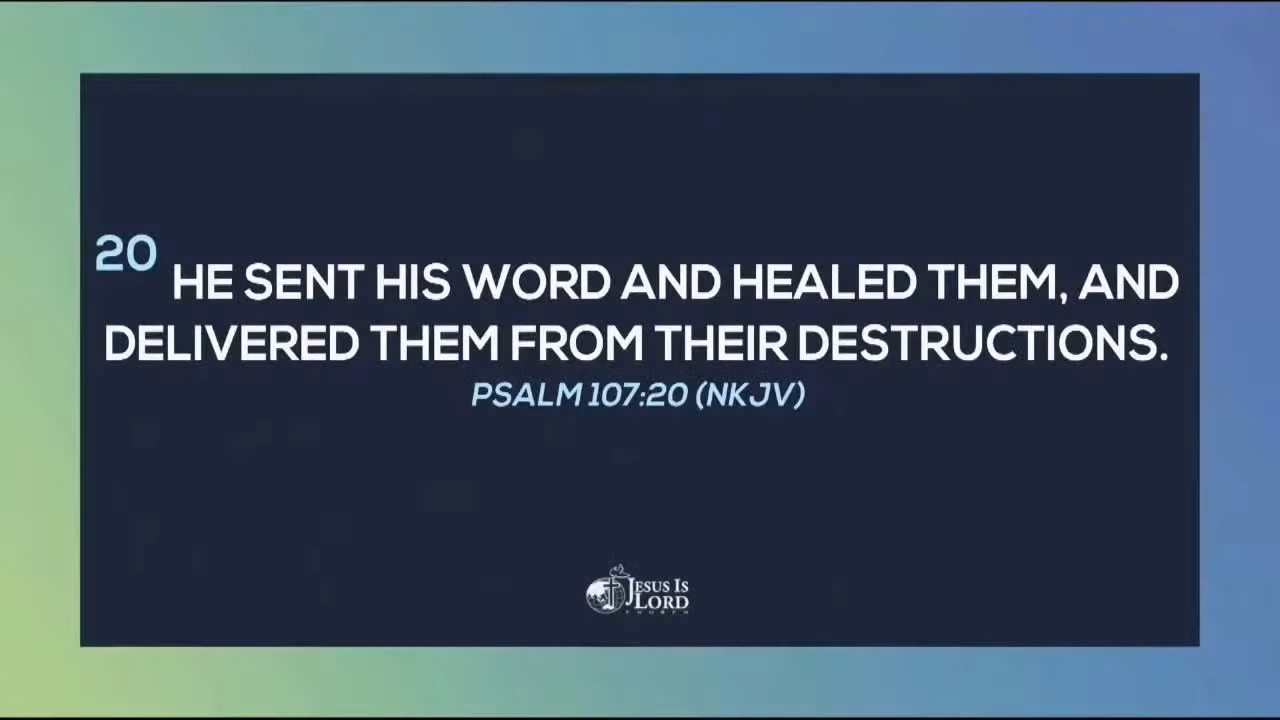 20 HE SENT HIS WORD AND HEALED THEM, AND
DELIVERED THEM FROM THEIR DESTRUCTIONS.
PSALM 107:20 (NKJV)
JESUS IS
LORD
CHURCH